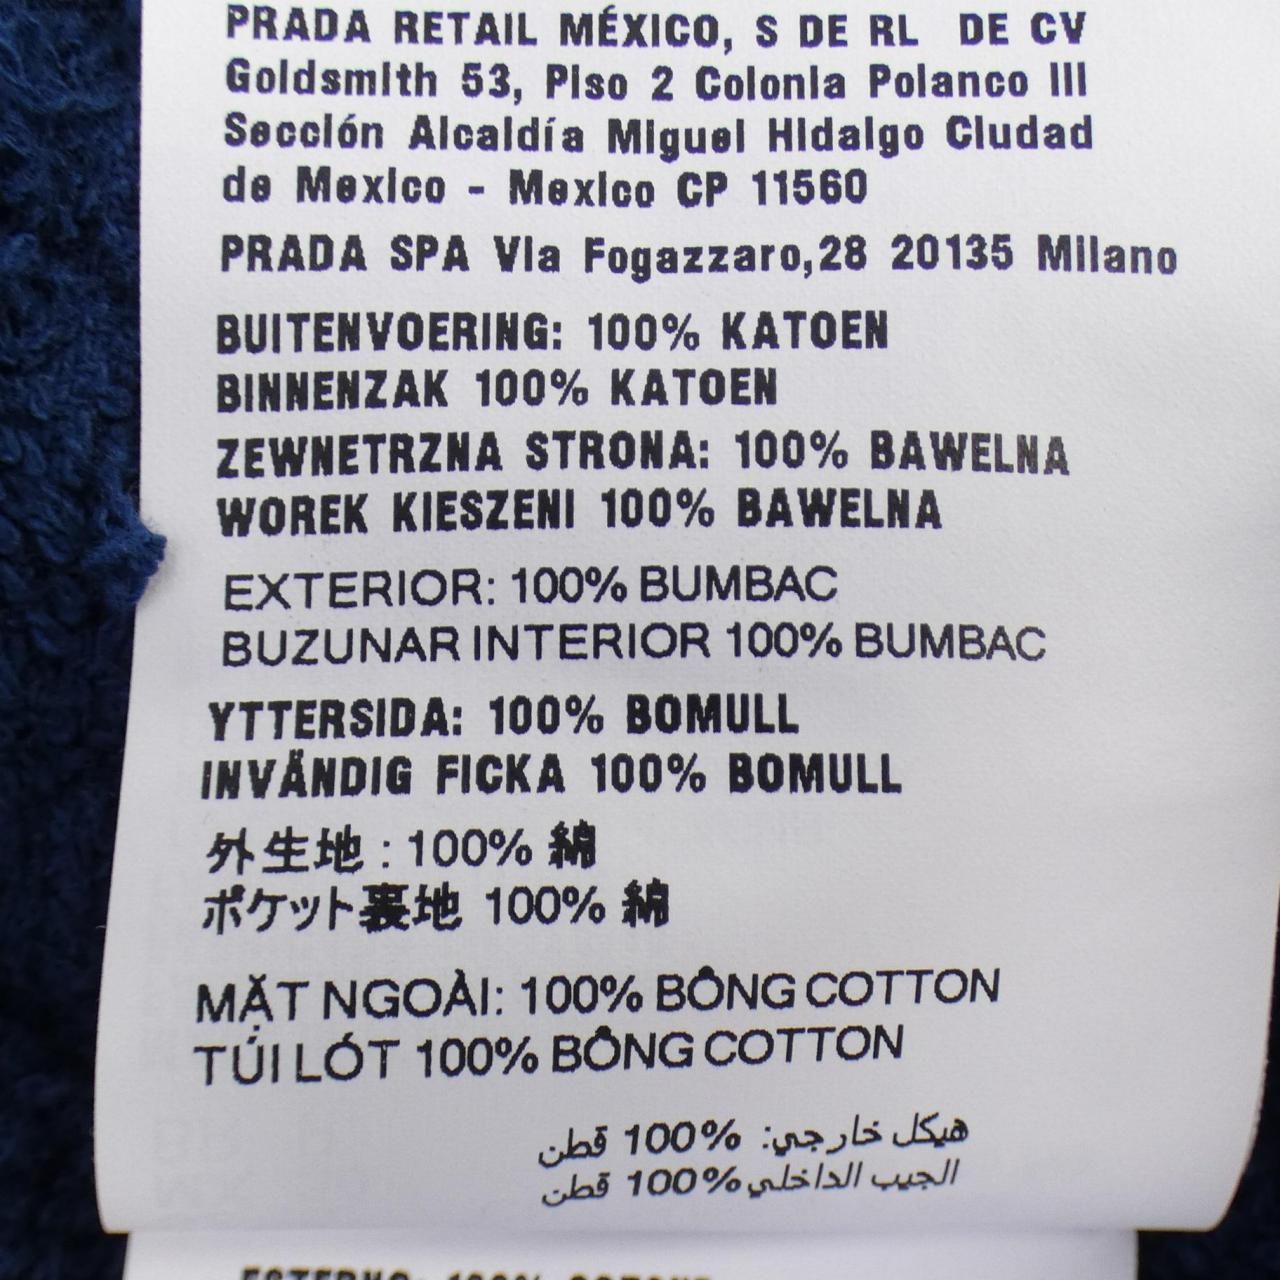 PRADA RETAIL MÉXICO, S DE RL DE CV
Goldsmith 53, Piso 2 Colonia Polanco III
Sección Alcaldía Miguel Hidalgo Ciudad
de Mexico - Mexico CP 11560
PRADA SPA Via Fogazzaro,28 20135 Milano
BUITENVOERING: 100% KATOEN
BINNENZAK 100% KATOEN
ZEWNETRZNA STRONA: 100% BAWELNA
WOREK KIESZENI 100% BAWELNA
EXTERIOR: 100% BUMBAC
BUZUNAR INTERIOR 100% BUMBAC
YTTERSIDA: 100% BOMULL
INVÄNDIG FICKA 100% BOMULL
外生地 : 100% 綿
ポケット裏地 100% 綿
MẶT NGOÀI: 100% BÔNG COTTON
TÚI LÓT 100% BÔNG COTTON
هيكل خارجي: 100% قطن
الجيب الداخلي 100% قطن